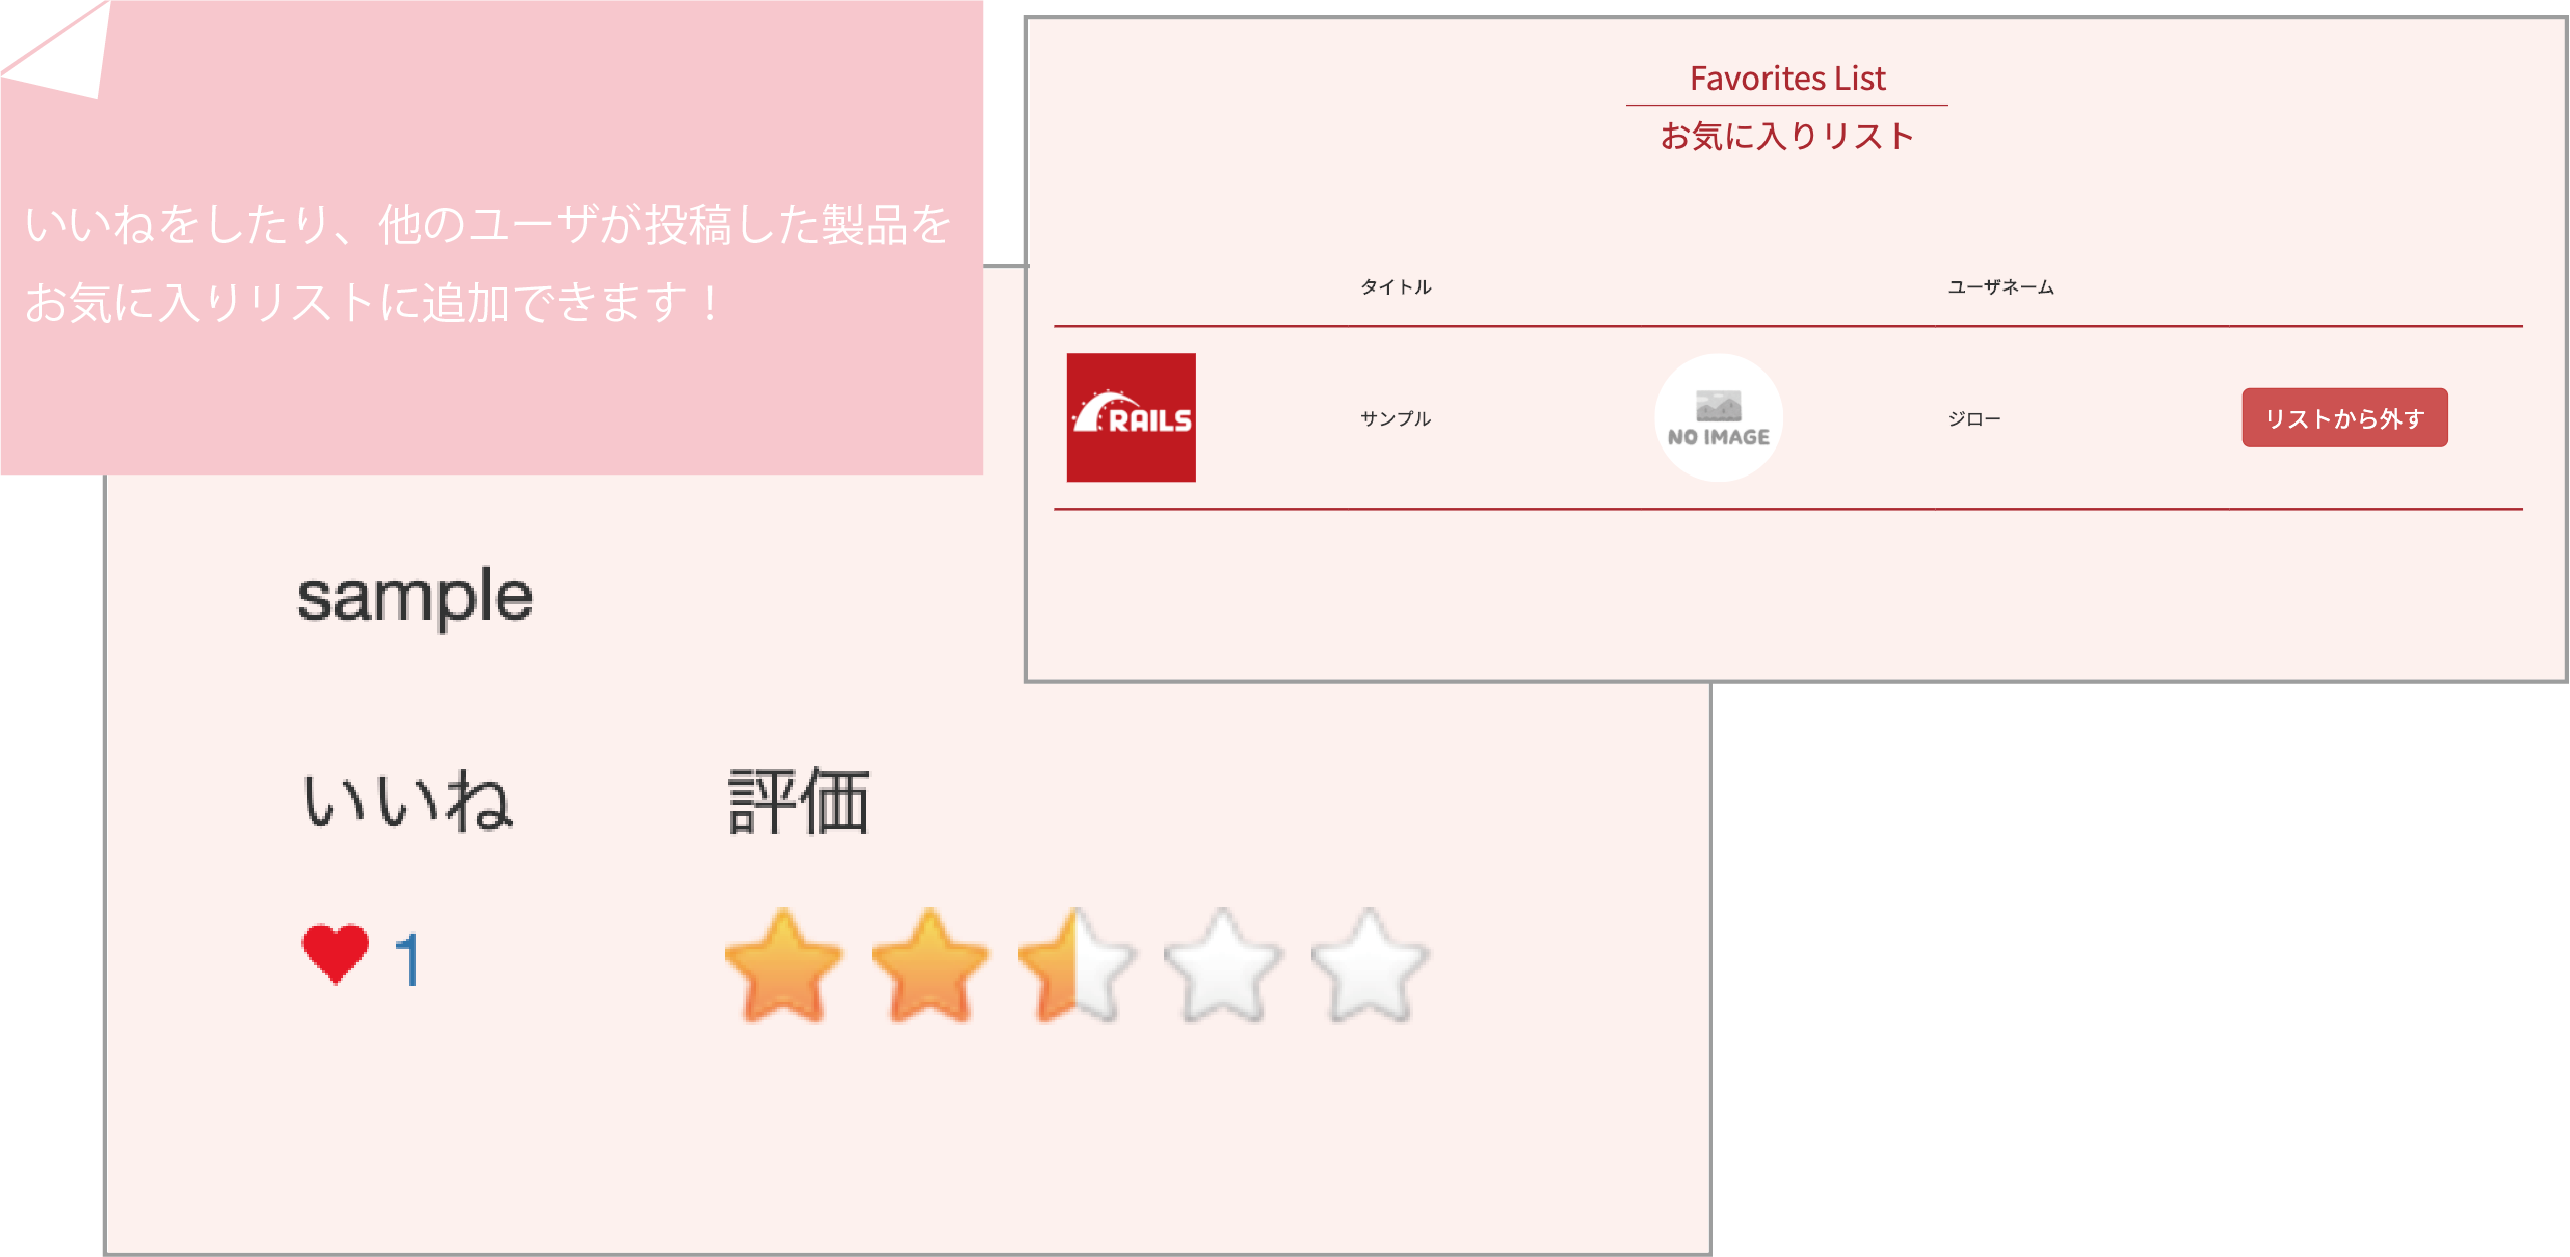 いいねをしたり、他のユーザが投稿した製品を
お気に入りリストに追加できます！
Favorites List
お気に入りリスト
タイトル ユーザネーム
RAILS サンプル NO IMAGE ジロー リストから外す
sample
いいね 評価
1